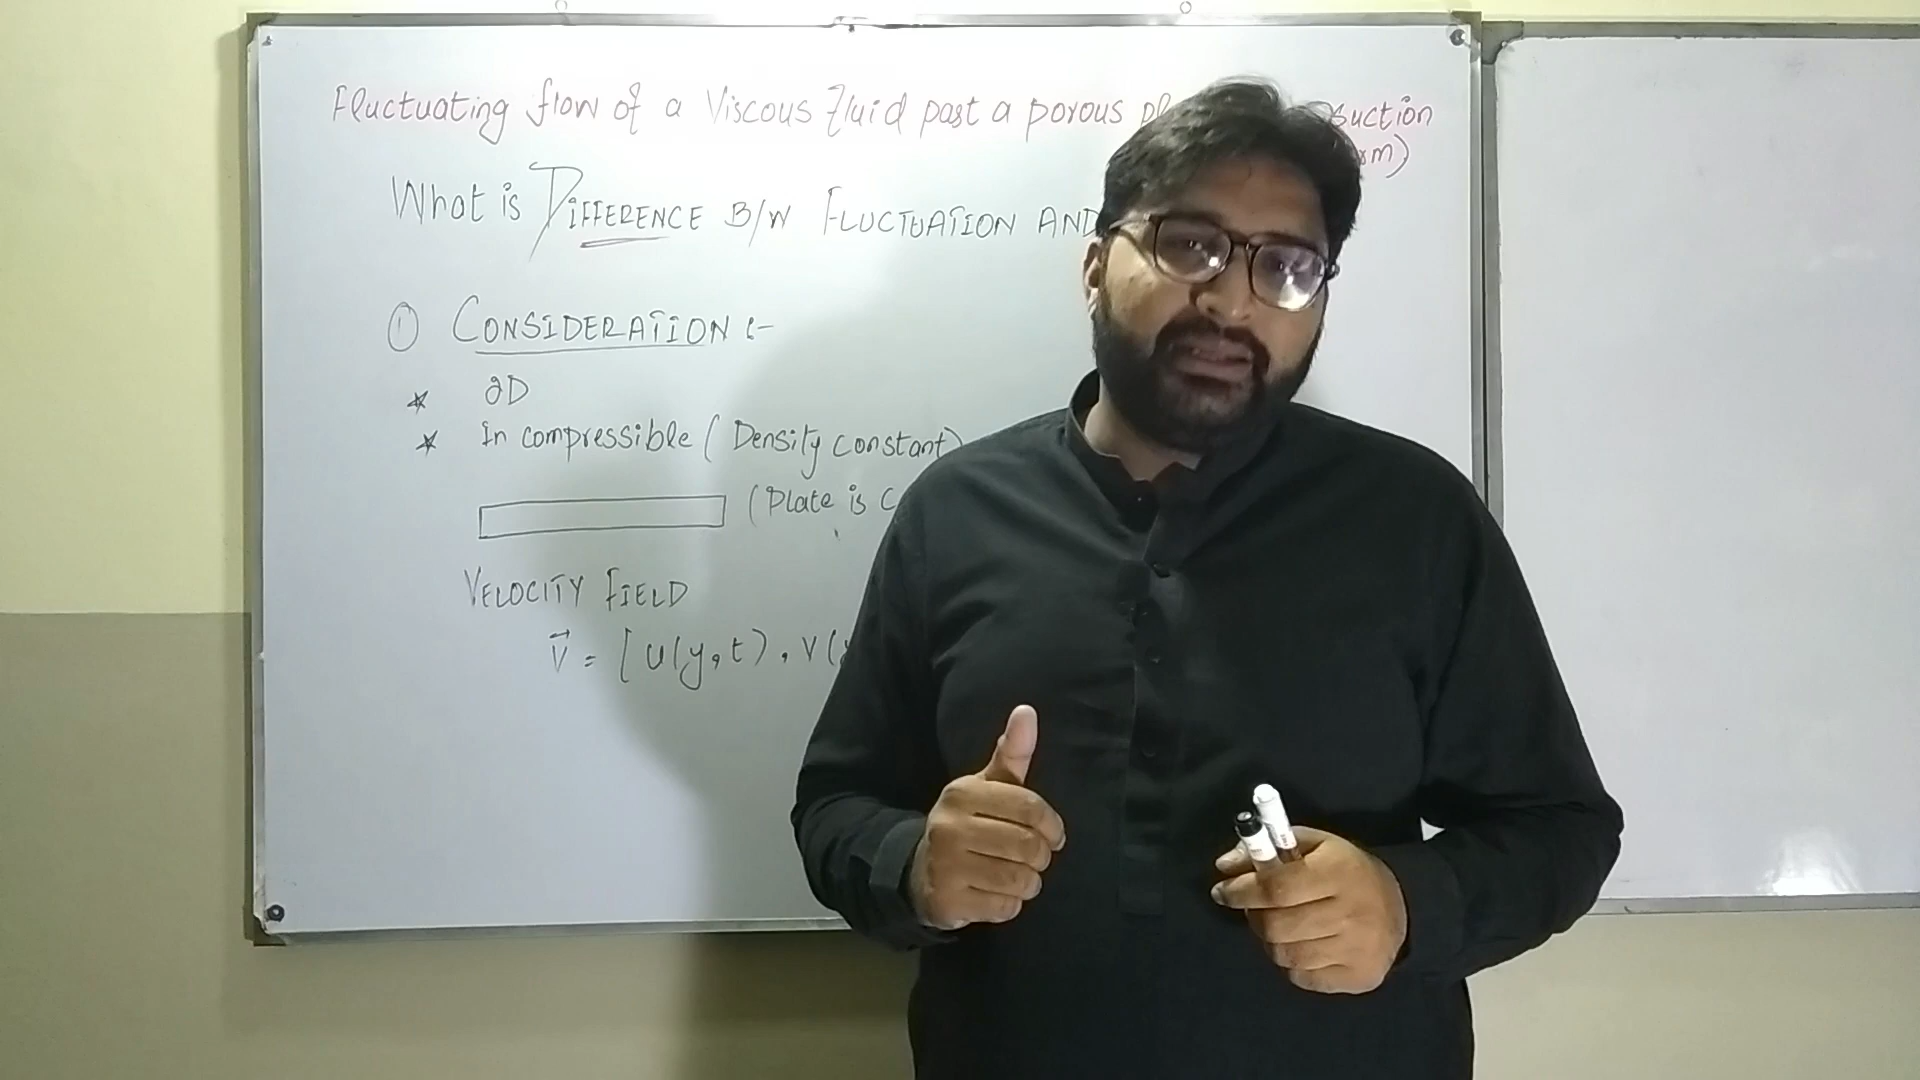 Fluctuating flow of a Viscous fluid past a porous suction
What is DIFFERENCE B/W FLUCTUATION AND
① CONSIDERATION :-
* 2D
* In compressible ( Density constant)
(Plate is
VELOCITY FIELD
V⃗ = [ u(y,t), v(